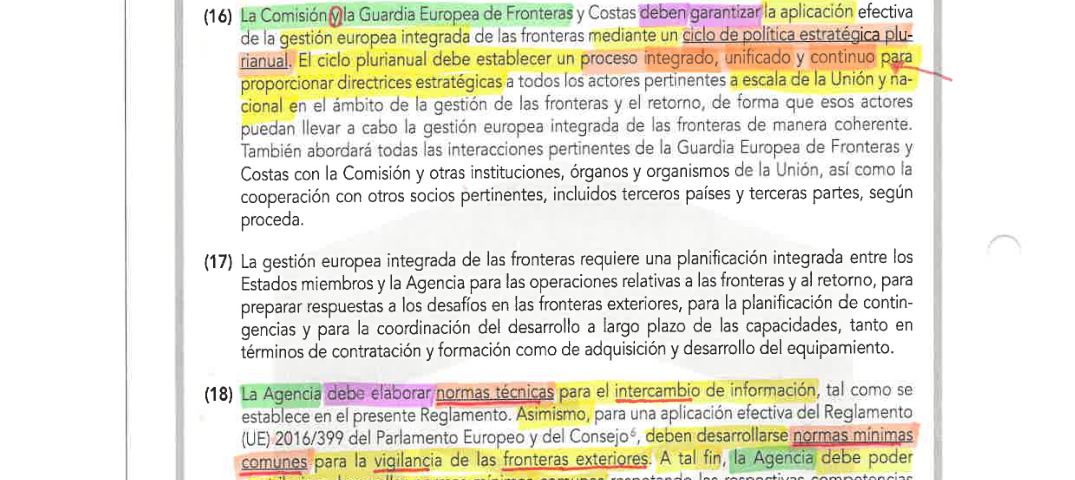 (16) La Comisión y la Guardia Europea de Fronteras y Costas deben garantizar la aplicación efectiva
de la gestión europea integrada de las fronteras mediante un ciclo de política estratégica plu-
rianual. El ciclo plurianual debe establecer un proceso integrado, unificado y continuo para
proporcionar directrices estratégicas a todos los actores pertinentes a escala de la Unión y na-
cional en el ámbito de la gestión de las fronteras y el retorno, de forma que esos actores
puedan llevar a cabo la gestión europea integrada de las fronteras de manera coherente.
También abordará todas las interacciones pertinentes de la Guardia Europea de Fronteras y
Costas con la Comisión y otras instituciones, órganos y organismos de la Unión, así como la
cooperación con otros socios pertinentes, incluidos terceros países y terceras partes, según
proceda.
(17) La gestión europea integrada de las fronteras requiere una planificación integrada entre los
Estados miembros y la Agencia para las operaciones relativas a las fronteras y al retorno, para
preparar respuestas a los desafíos en las fronteras exteriores, para la planificación de contin-
gencias y para la coordinación del desarrollo a largo plazo de las capacidades, tanto en
términos de contratación y formación como de adquisición y desarrollo del equipamiento.
(18) La Agencia debe elaborar normas técnicas para el intercambio de información, tal como se
establece en el presente Reglamento. Asimismo, para una aplicación efectiva del Reglamento
(UE) 2016/399 del Parlamento Europeo y del Consejo⁶, deben desarrollarse normas mínimas
comunes para la vigilancia de las fronteras exteriores. A tal fin, la Agencia debe poder